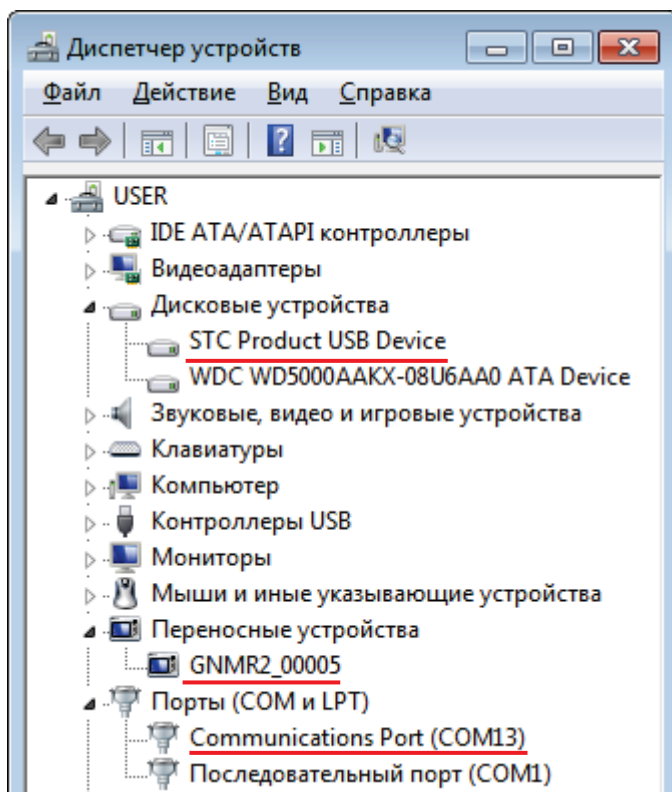 Диспетчер устройств
Файл Действие Вид Справка
USER
IDE ATA/ATAPI контроллеры
Видеоадаптеры
Дисковые устройства
STC Product USB Device
WDC WD5000AAKX-08U6AA0 ATA Device
Звуковые, видео и игровые устройства
Клавиатуры
Компьютер
Контроллеры USB
Мониторы
Мыши и иные указывающие устройства
Переносные устройства
GNMR2_00005
Порты (COM и LPT)
Communications Port (COM13)
Последовательный порт (COM1)